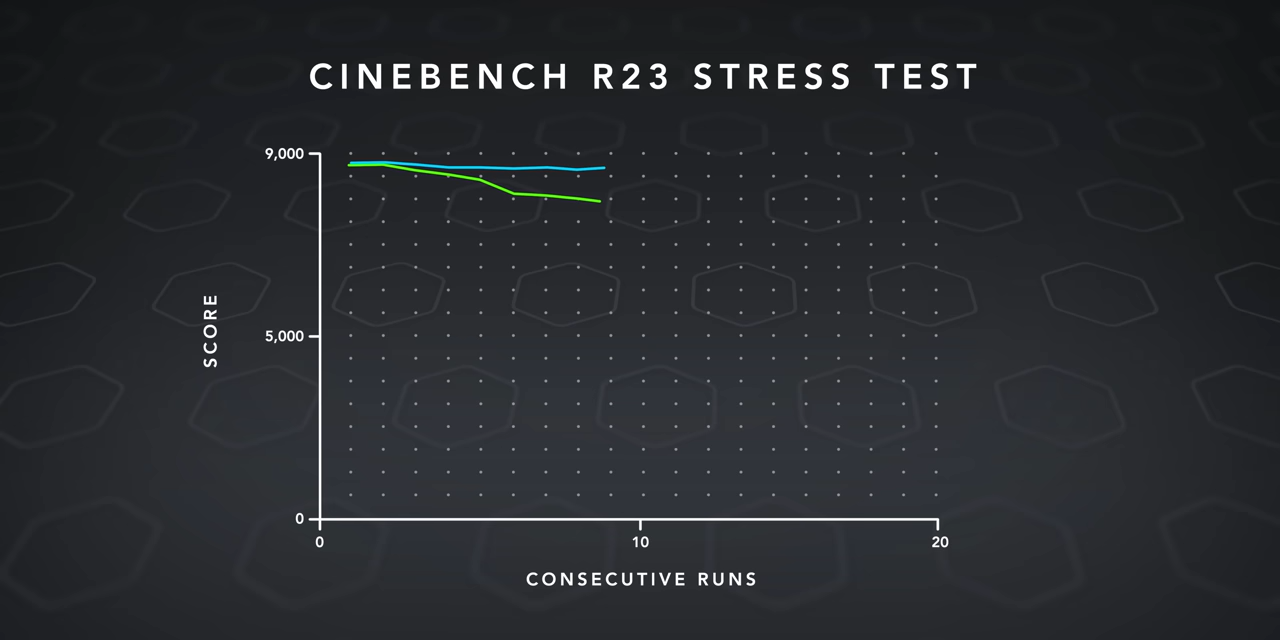 CINEBENCH R23 STRESS TEST
9,000
5,000
0
SCORE
0
10
20
CONSECUTIVE RUNS